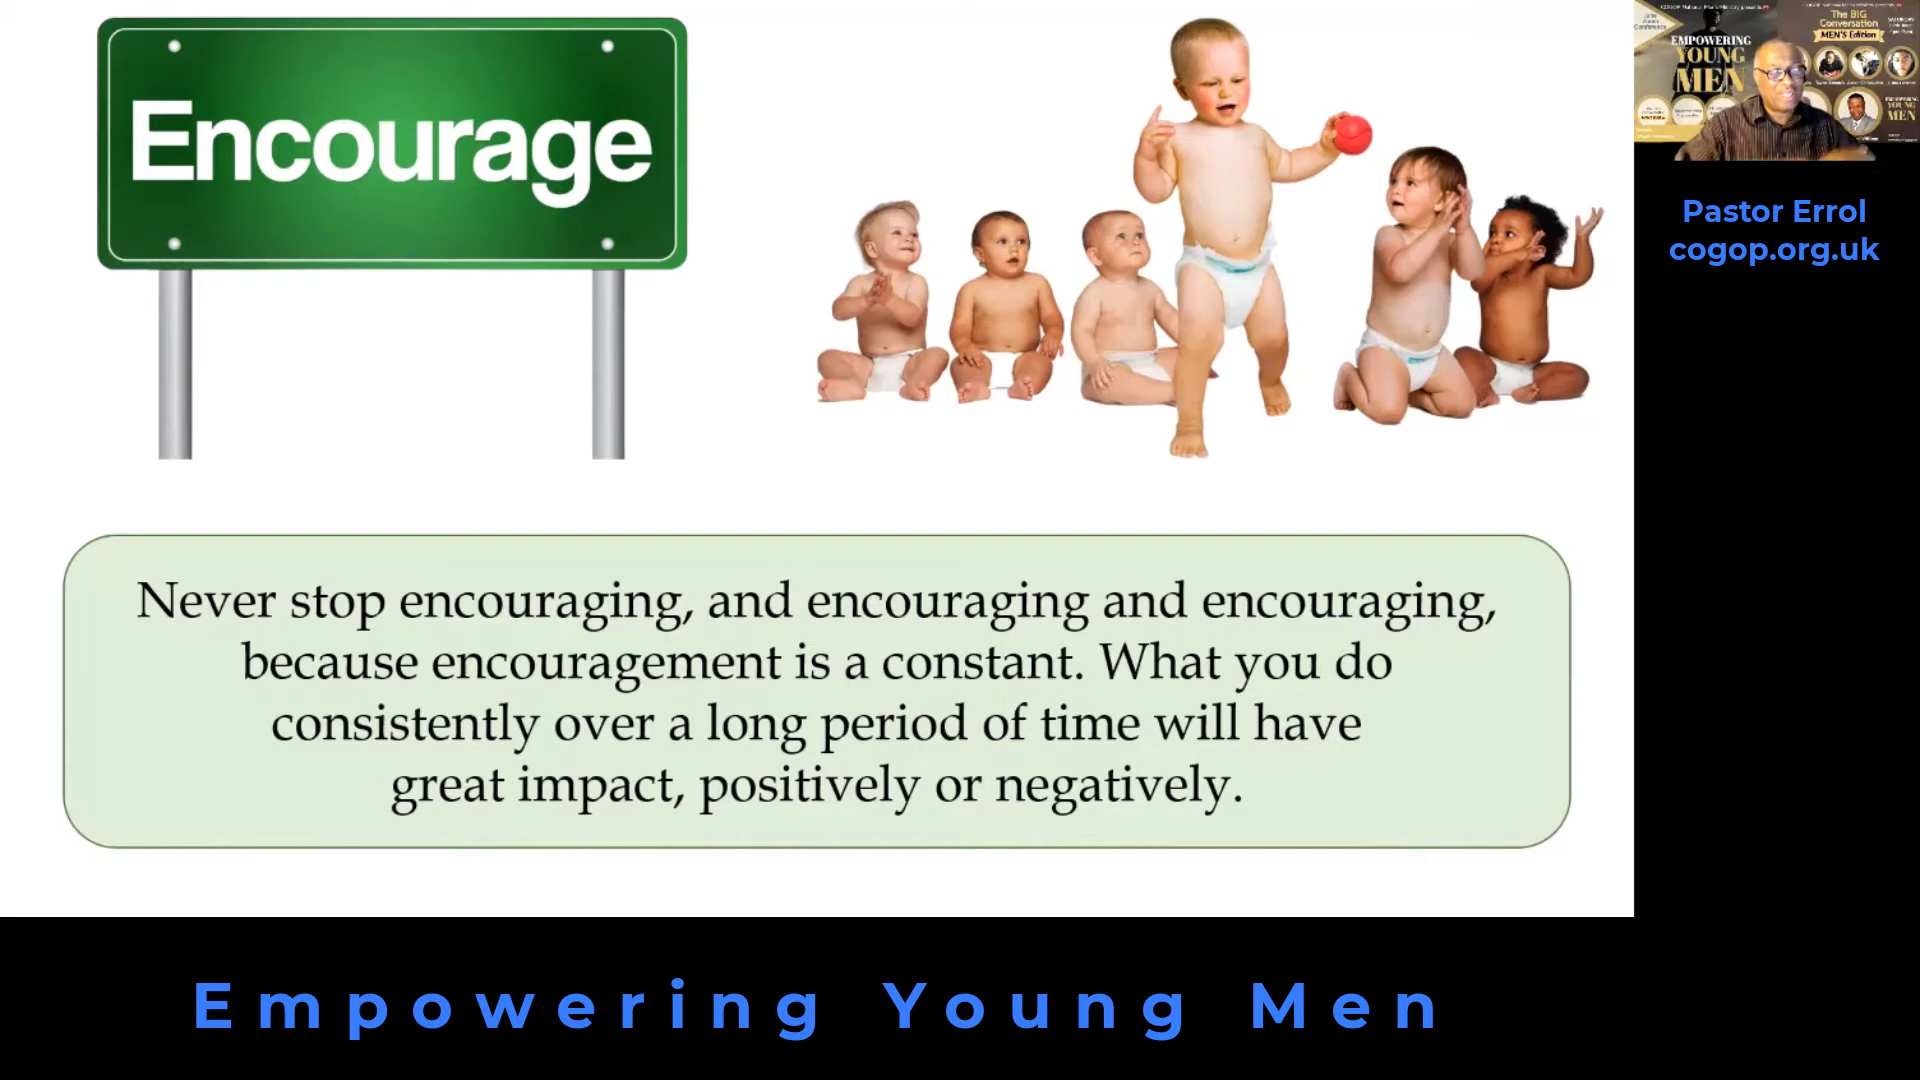 Encourage
Never stop encouraging, and encouraging and encouraging,
because encouragement is a constant. What you do
consistently over a long period of time will have
great impact, positively or negatively.
EMPOWERING
YOUNG
MEN
The BIG
Conversation
MEN'S Edition
YOUNG
MEN
Pastor Errol
cogop.org.uk
Empowering Young Men